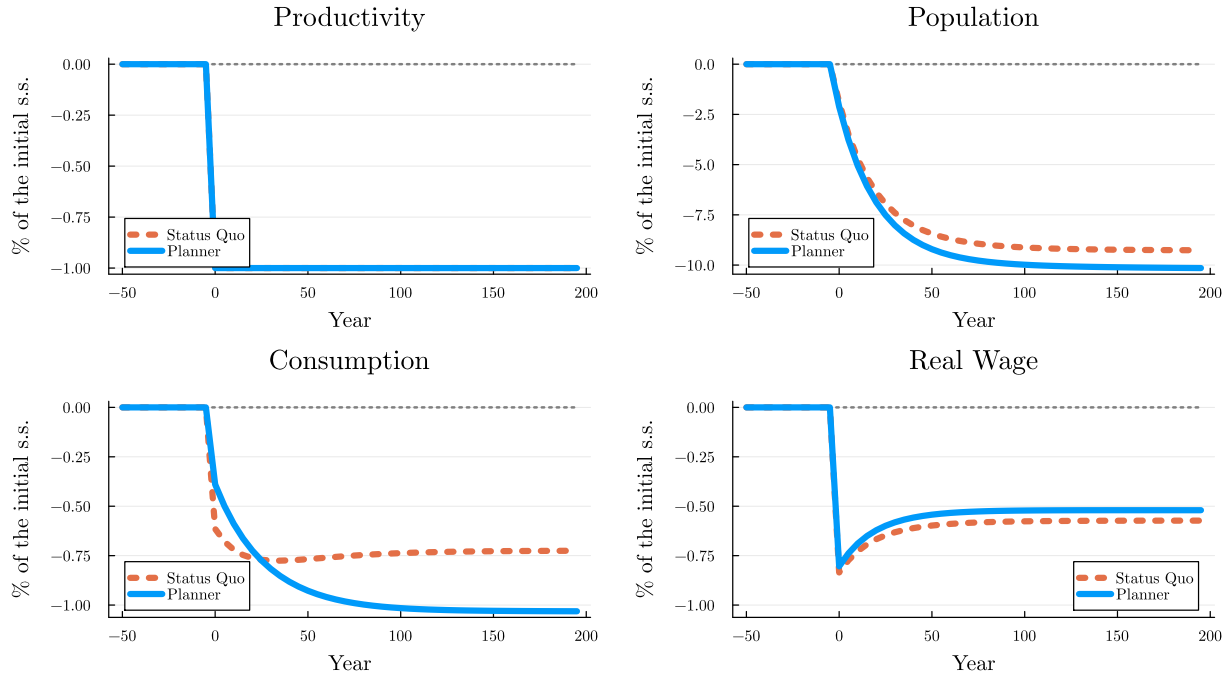 Productivity
% of the initial s.s.
0.00
−0.25
−0.50
−0.75
−1.00
Status Quo
Planner
−50
0
50
100
150
200
Year
Population
% of the initial s.s.
0.0
−2.5
−5.0
−7.5
−10.0
Status Quo
Planner
−50
0
50
100
150
200
Year
Consumption
% of the initial s.s.
0.00
−0.25
−0.50
−0.75
−1.00
Status Quo
Planner
−50
0
50
100
150
200
Year
Real Wage
% of the initial s.s.
0.00
−0.25
−0.50
−0.75
−1.00
Status Quo
Planner
−50
0
50
100
150
200
Year